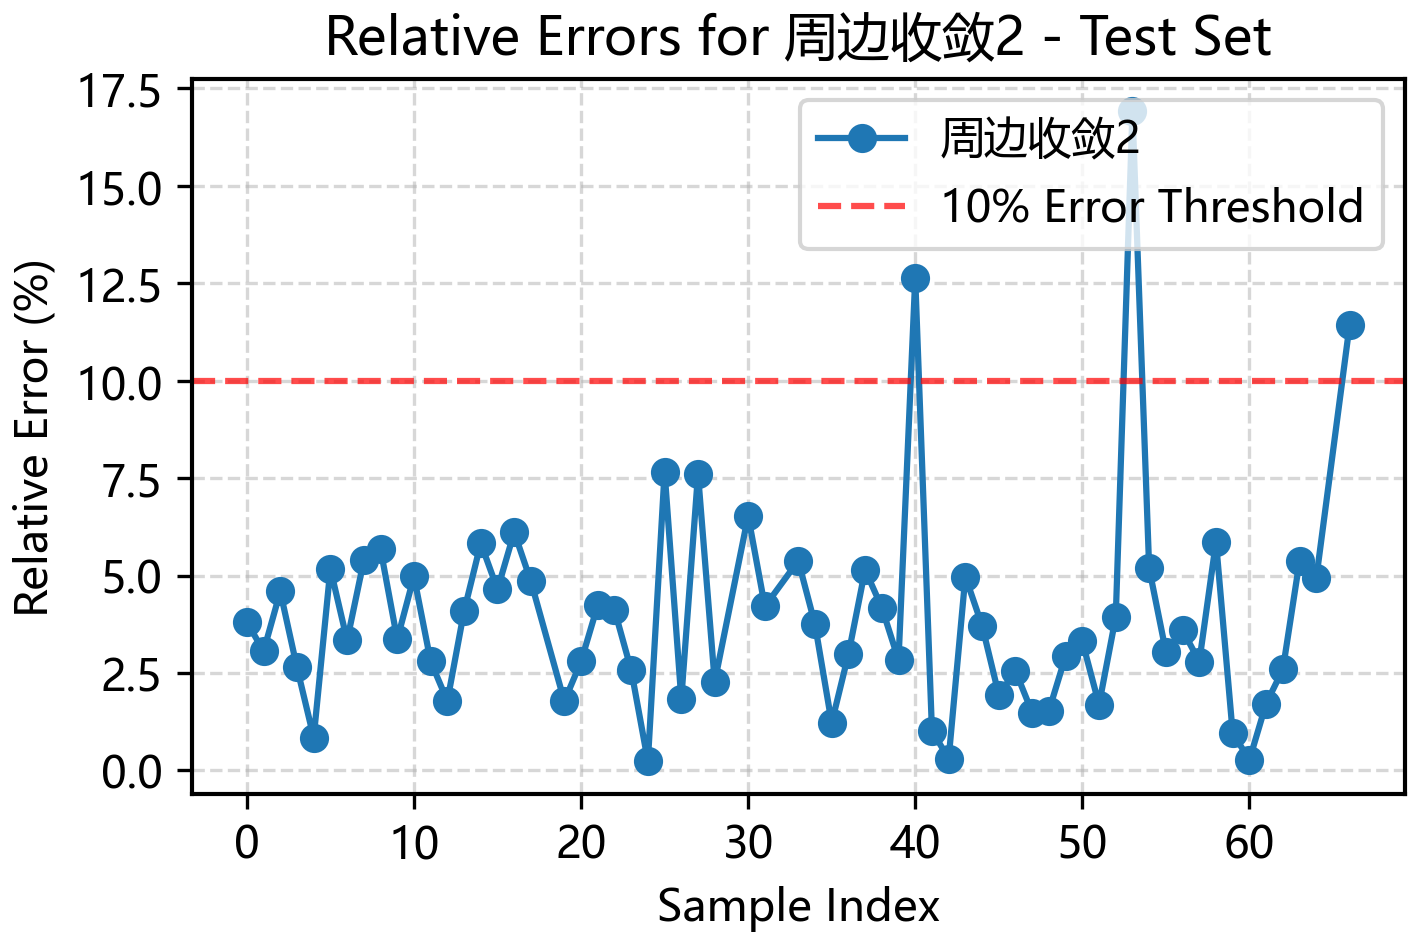 Relative Errors for 周边收敛2 - Test Set
17.5
15.0
12.5
10.0
7.5
5.0
2.5
0.0
Relative Error (%)
周边收敛2
10% Error Threshold
0 10 20 30 40 50 60
Sample Index